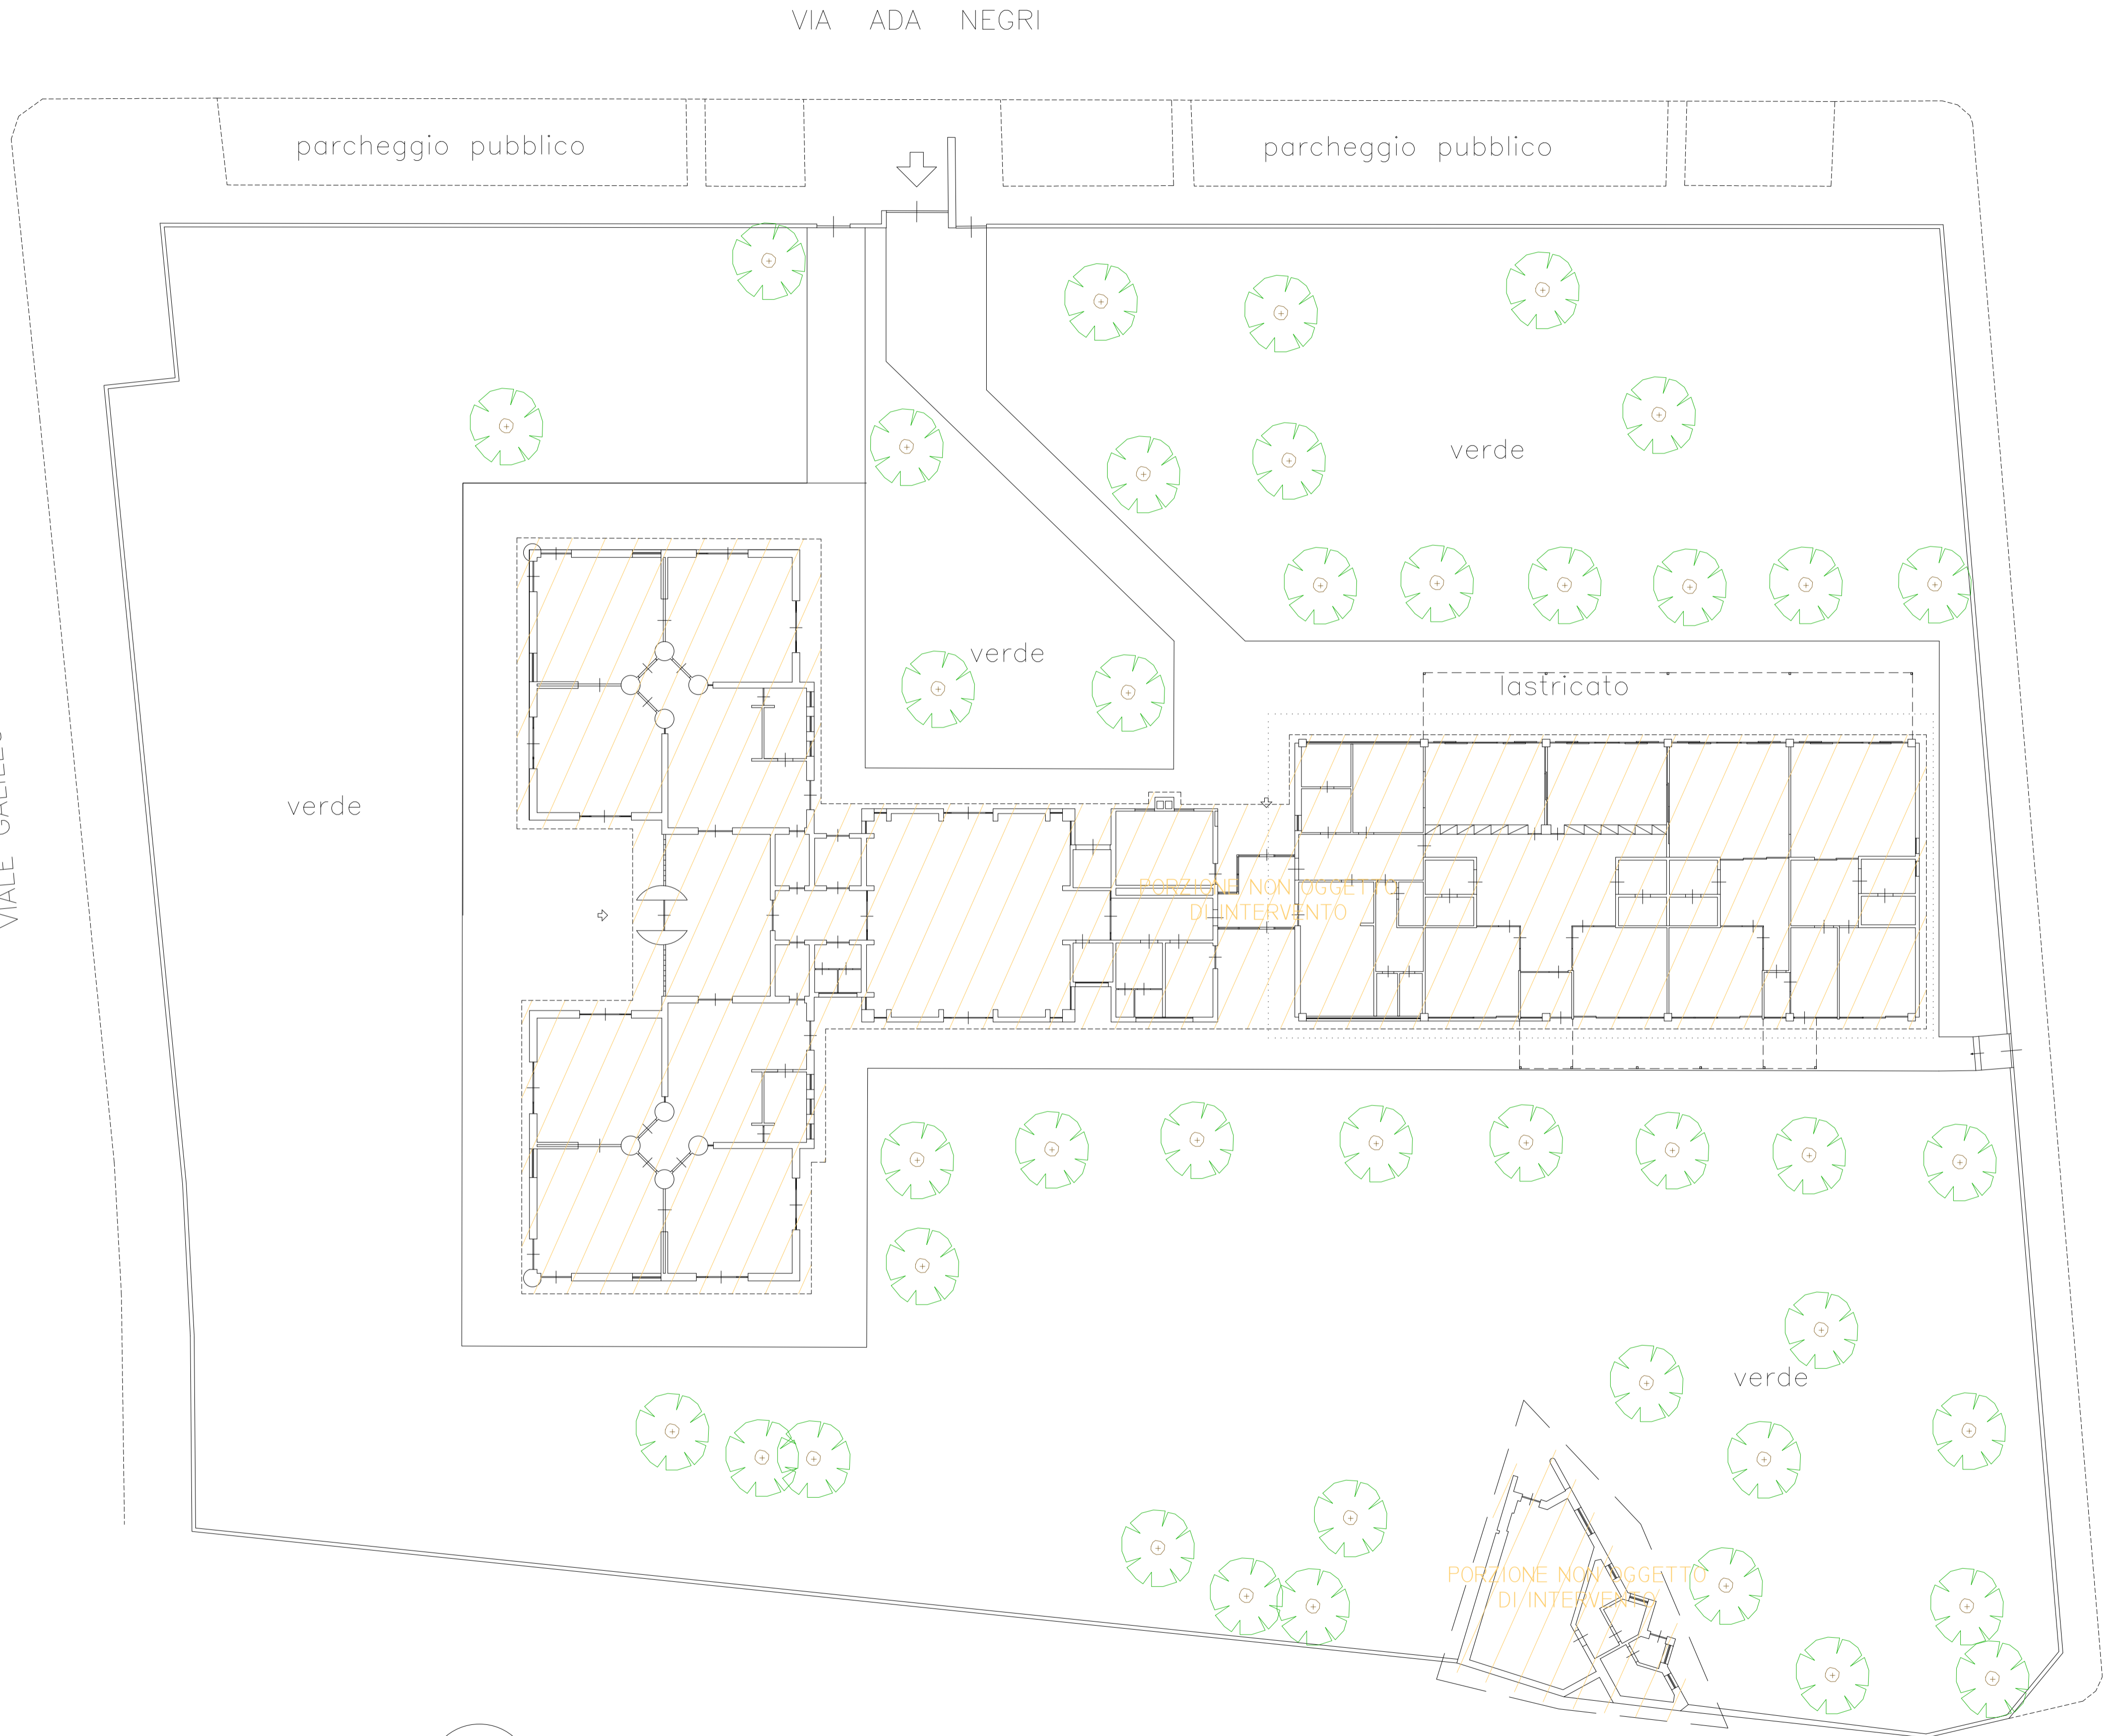 VIA ADA NEGRI
parcheggio pubblico
parcheggio pubblico
verde
verde
lastricato
VIALE
verde
PORZIONE NON OGGETTO
DI INTERVENTO
verde
PORZIONE NON OGGETTO
DI INTERVENTO